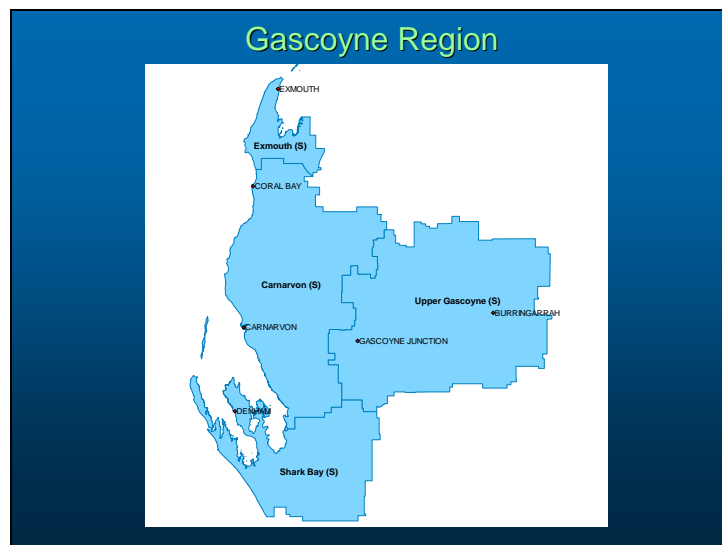 Gascoyne Region
EXMOUTH
Exmouth (S)
CORAL BAY
Carnarvon (S)
Upper Gascoyne (S)
BURRINGARRAH
CARNARVON
GASCOYNE JUNCTION
DENHAM
Shark Bay (S)